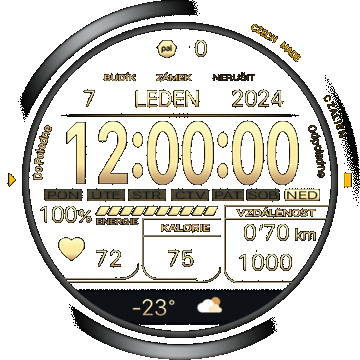 CZECH MADE
pai 0
BUDÍK ZÁMEK NERUŠIT
7 LEDEN 2024
12:00:00
PON ÚTE STŘ ČTV PÁT SOB NED
100% ENERGIE
72
KALORIE
75
VZDÁLENOST
0'70 km
1000
-23°